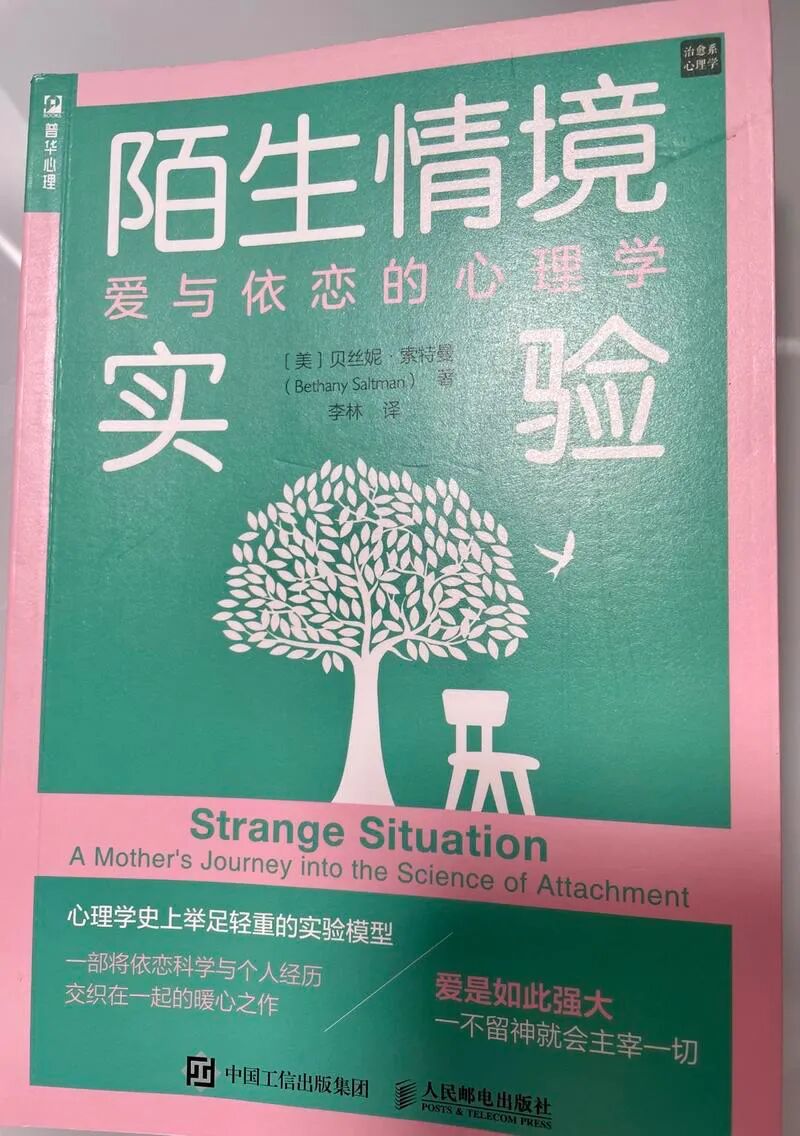 治愈系
心理学
BOOKS
普华心理
陌生情境
爱与依恋的心理学
实验
[美]贝丝妮·索特曼
(Bethany Saltman) 著
李林 译
Strange Situation
A Mother's Journey into the Science of Attachment
心理学史上举足轻重的实验模型
一部将依恋科学与个人经历
交织在一起的暖心之作
爱是如此强大
一不留神就会主宰一切
中国工信出版集团
人民邮电出版社
POSTS & TELECOM PRESS